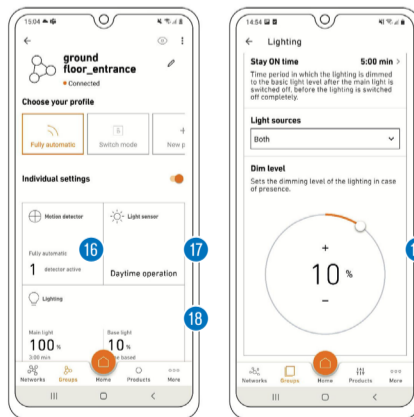 15:04
ground
floor_entrance
Connected
Choose your profile
Fully automatic
Switch mode
New p
Individual settings
Motion detector
Light sensor
16
17
Fully automatic
1 detector active
Daytime operation
Lighting
18
Main light
Base light
100 %
10 %
3:00 min
e based
Networks
Groups
Home
Products
More
14:54
Lighting
Stay ON time 5:00 min >
Time period in which the lighting is dimmed
to the basic light level after the main light is
switched off, before the lighting is switched
off completely.
Light sources
Both
Dim level
Sets the dimming level of the lighting in case
of presence.
+
10 %
−
Networks
Groups
Home
Products
More